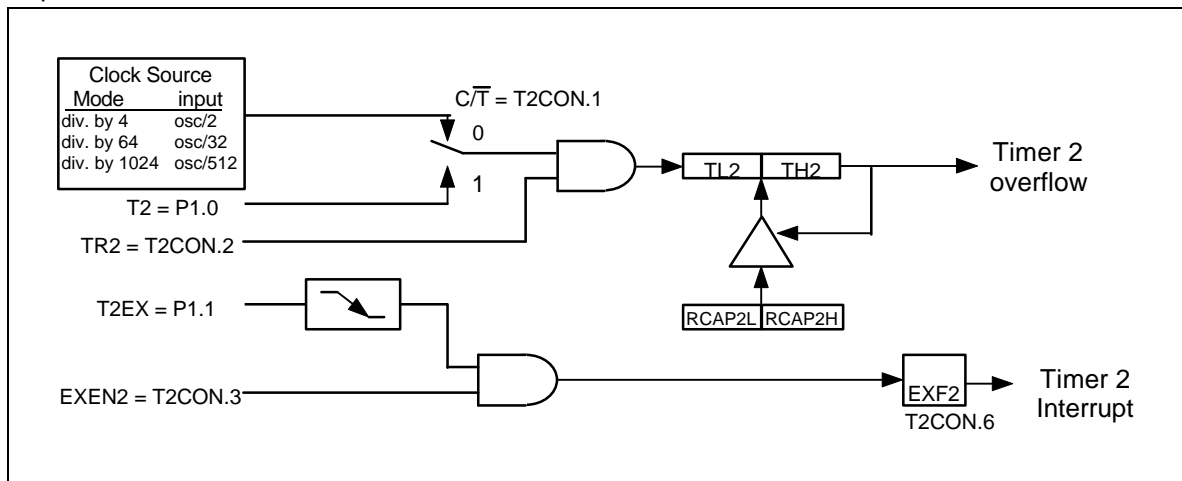 Clock Source
Mode input
div. by 4 osc/2
div. by 64 osc/32
div. by 1024 osc/512
C/T̅ = T2CON.1
0
1
T2 = P1.0
TR2 = T2CON.2
TL2 TH2
Timer 2
overflow
T2EX = P1.1
RCAP2L RCAP2H
EXEN2 = T2CON.3
EXF2
T2CON.6
Timer 2
Interrupt